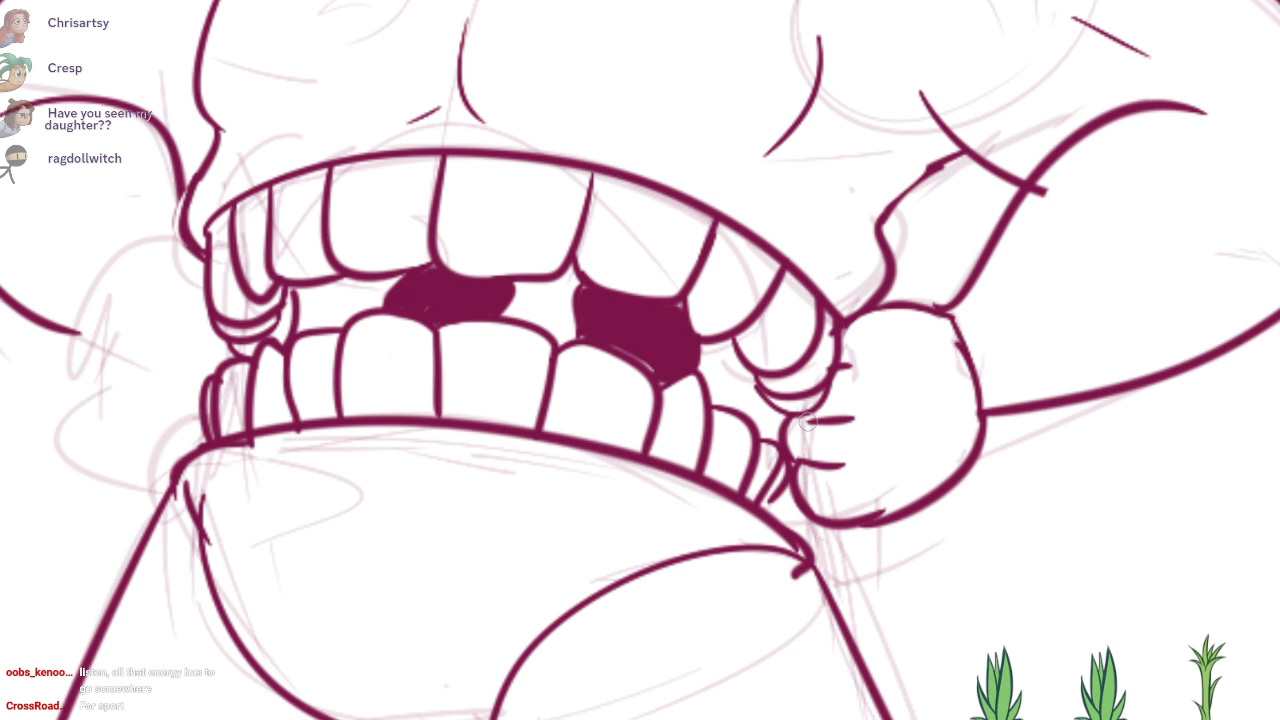 Chrisartsy
Cresp
Have you seen my
daughter??
ragdollwitch
oobs_kenoo... listen, all that energy has to
go somewhere
CrossRoad... For sport